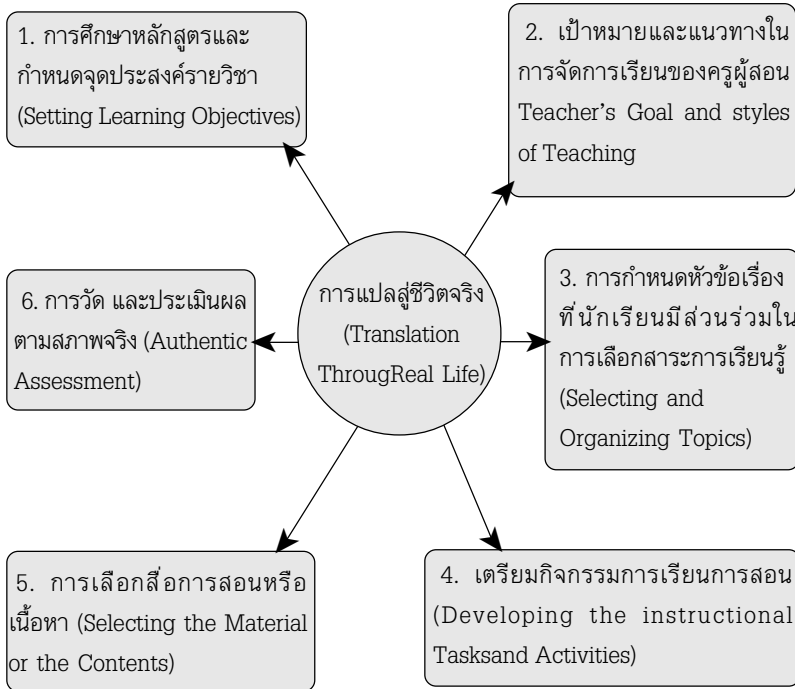 1. การศึกษาหลักสูตรและ
กำหนดจุดประสงค์รายวิชา
(Setting Learning Objectives)
2. เป้าหมายและแนวทางใน
การจัดการเรียนของครูผู้สอน
Teacher's Goal and styles
of Teaching
3. การกำหนดหัวข้อเรื่อง
ที่นักเรียนมีส่วนร่วมใน
การเลือกสาระการเรียนรู้
(Selecting and
Organizing Topics)
การแปลสู่ชีวิตจริง
(Translation
ThrougReal Life)
6. การวัด และประเมินผล
ตามสภาพจริง (Authentic
Assessment)
5. การเลือกสื่อการสอนหรือ
เนื้อหา (Selecting the Material
or the Contents)
4. เตรียมกิจกรรมการเรียนการสอน
(Developing the instructional
Tasksand Activities)